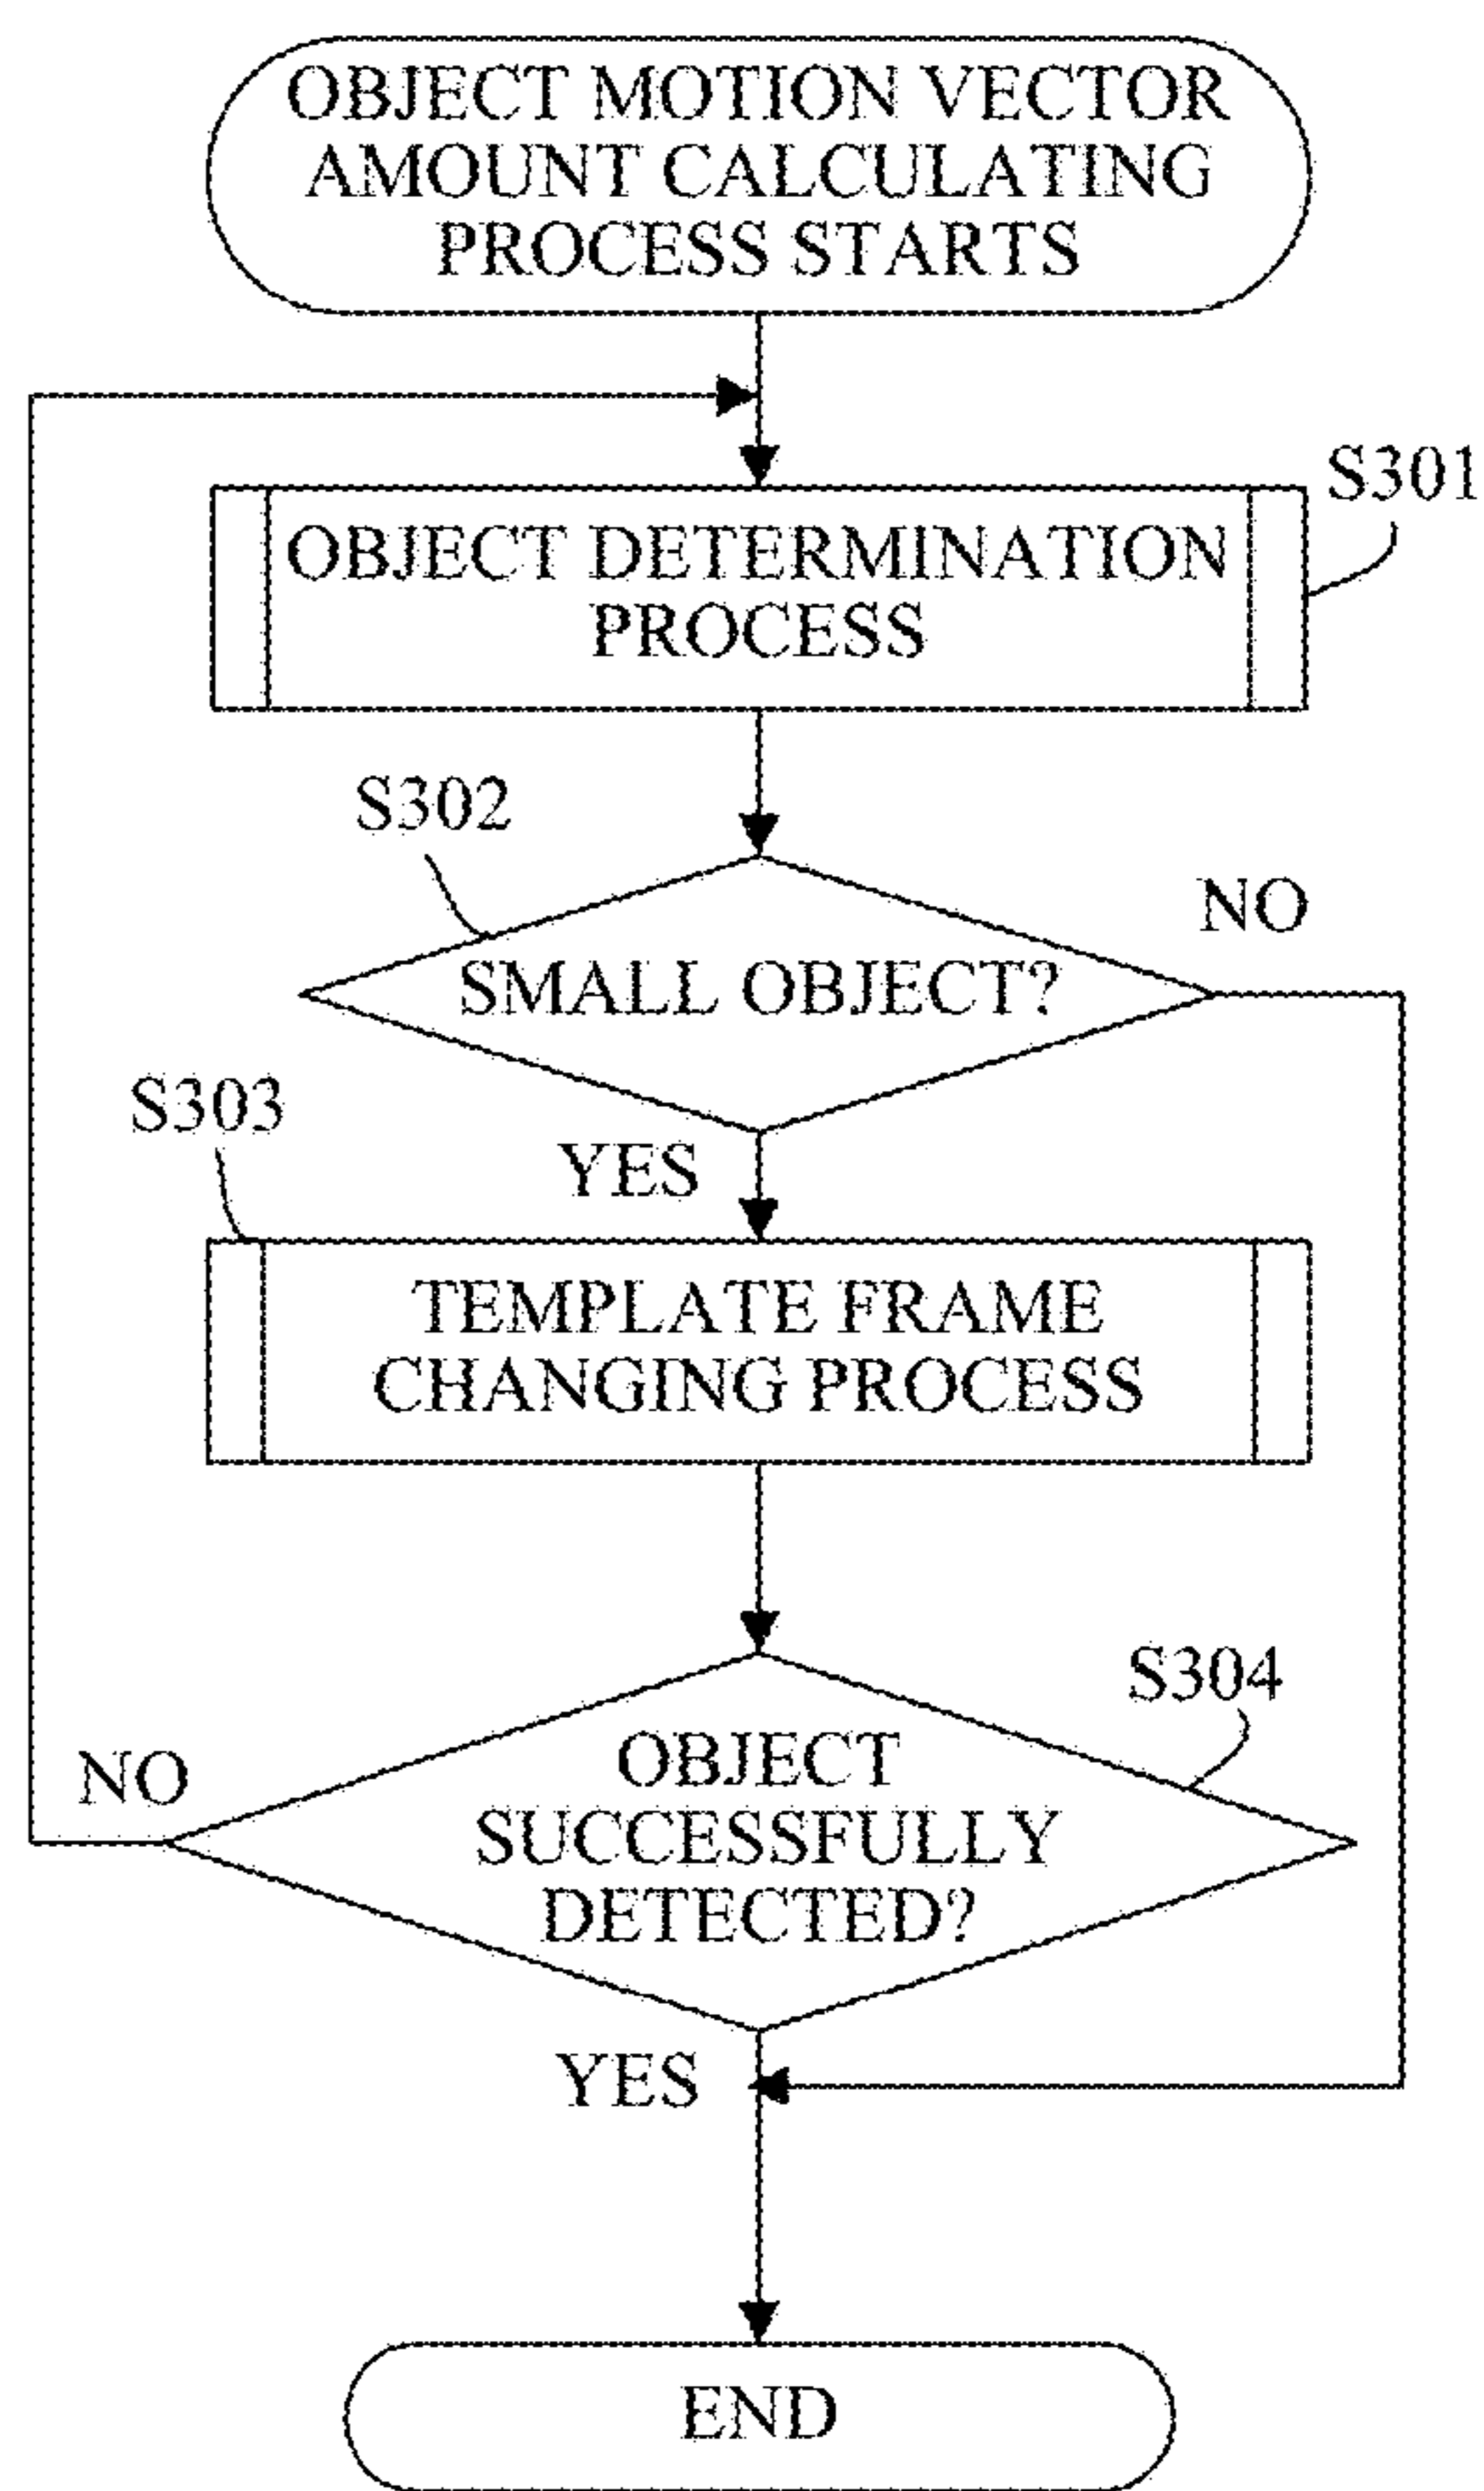 OBJECT MOTION VECTOR
AMOUNT CALCULATING
PROCESS STARTS
S301
OBJECT DETERMINATION
PROCESS
S302
NO
SMALL OBJECT?
S303
YES
TEMPLATE FRAME
CHANGING PROCESS
S304
NO
OBJECT
SUCCESSFULLY
DETECTED?
YES
END